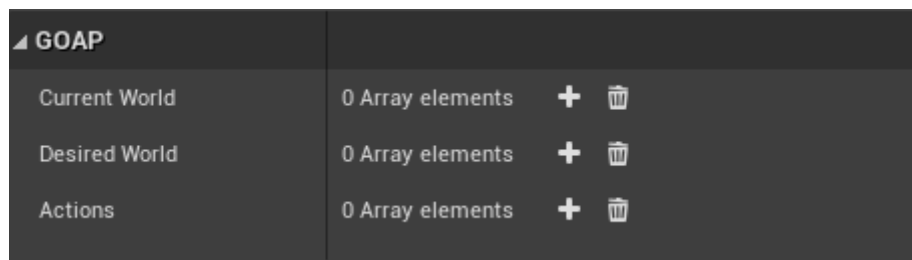 GOAP
Current World 0 Array elements
Desired World 0 Array elements
Actions 0 Array elements